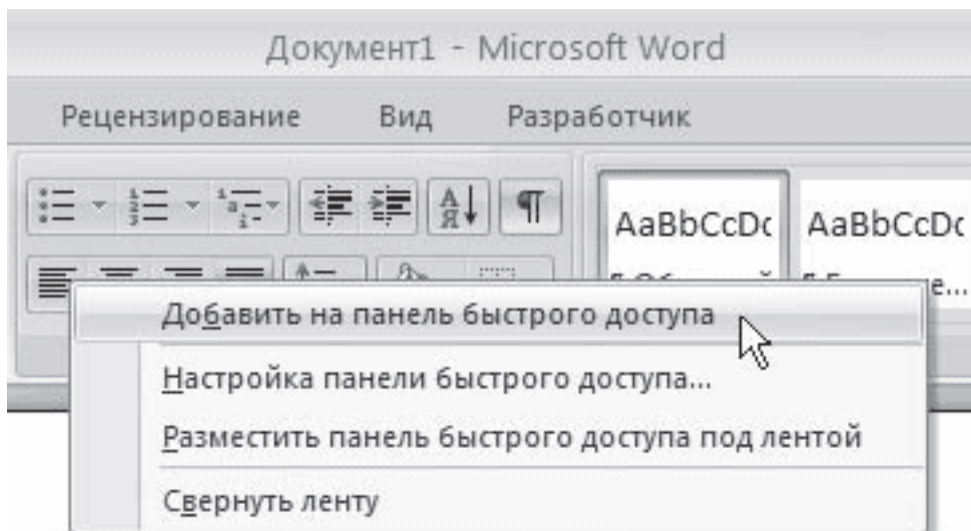 Документ1 - Microsoft Word
Рецензирование Вид Разработчик
AaBbCcDc AaBbCcDc
Добавить на панель быстрого доступа
Настройка панели быстрого доступа...
Разместить панель быстрого доступа под лентой
Свернуть ленту